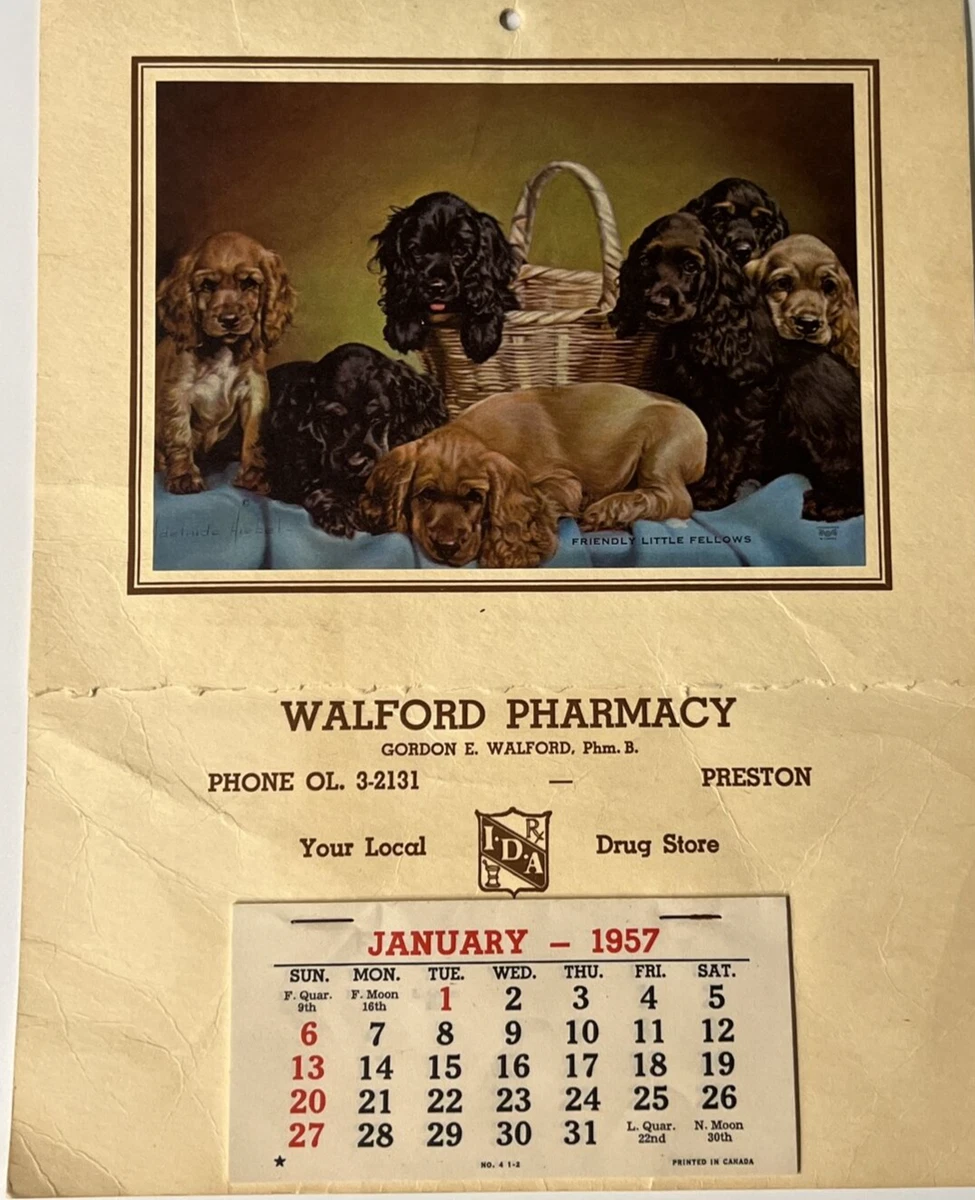 FRIENDLY LITTLE FELLOWS
WALFORD PHARMACY
GORDON E. WALFORD, Phm. B.
PHONE OL. 3-2131 — PRESTON
Your Local I·D·A Rx Drug Store
JANUARY – 1957
SUN. MON. TUE. WED. THU. FRI. SAT.
F. Quar. 9th F. Moon 16th 1 2 3 4 5
6 7 8 9 10 11 12
13 14 15 16 17 18 19
20 21 22 23 24 25 26
27 28 29 30 31 L. Quar. 22nd N. Moon 30th
★ NO. 4 1-2 PRINTED IN CANADA